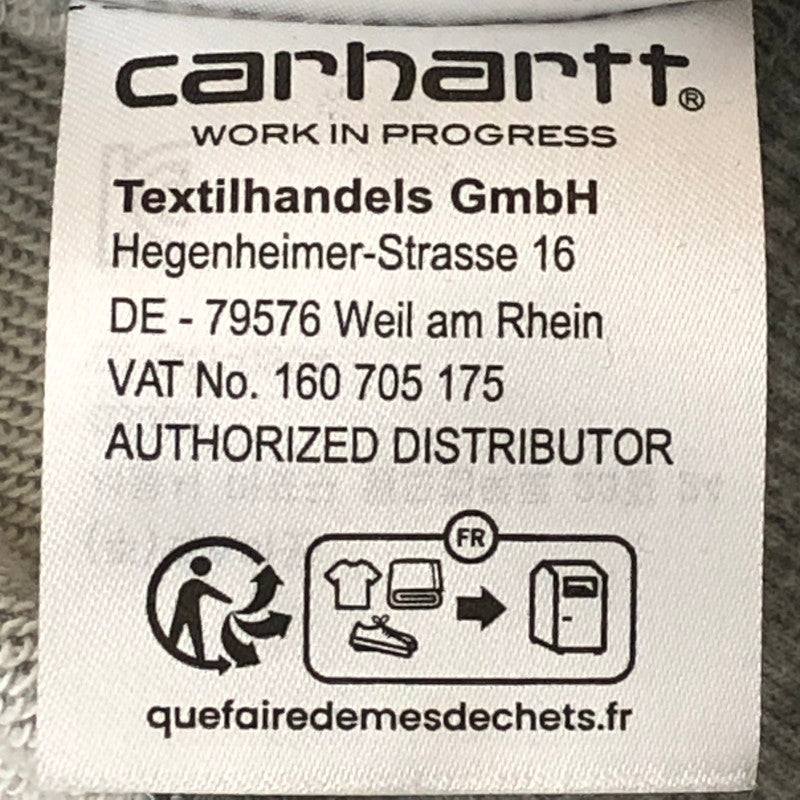 carhartt®
WORK IN PROGRESS
Textilhandels GmbH
Hegenheimer-Strasse 16
DE - 79576 Weil am Rhein
VAT No. 160 705 175
AUTHORIZED DISTRIBUTOR
FR
quefairedemesdechets.fr